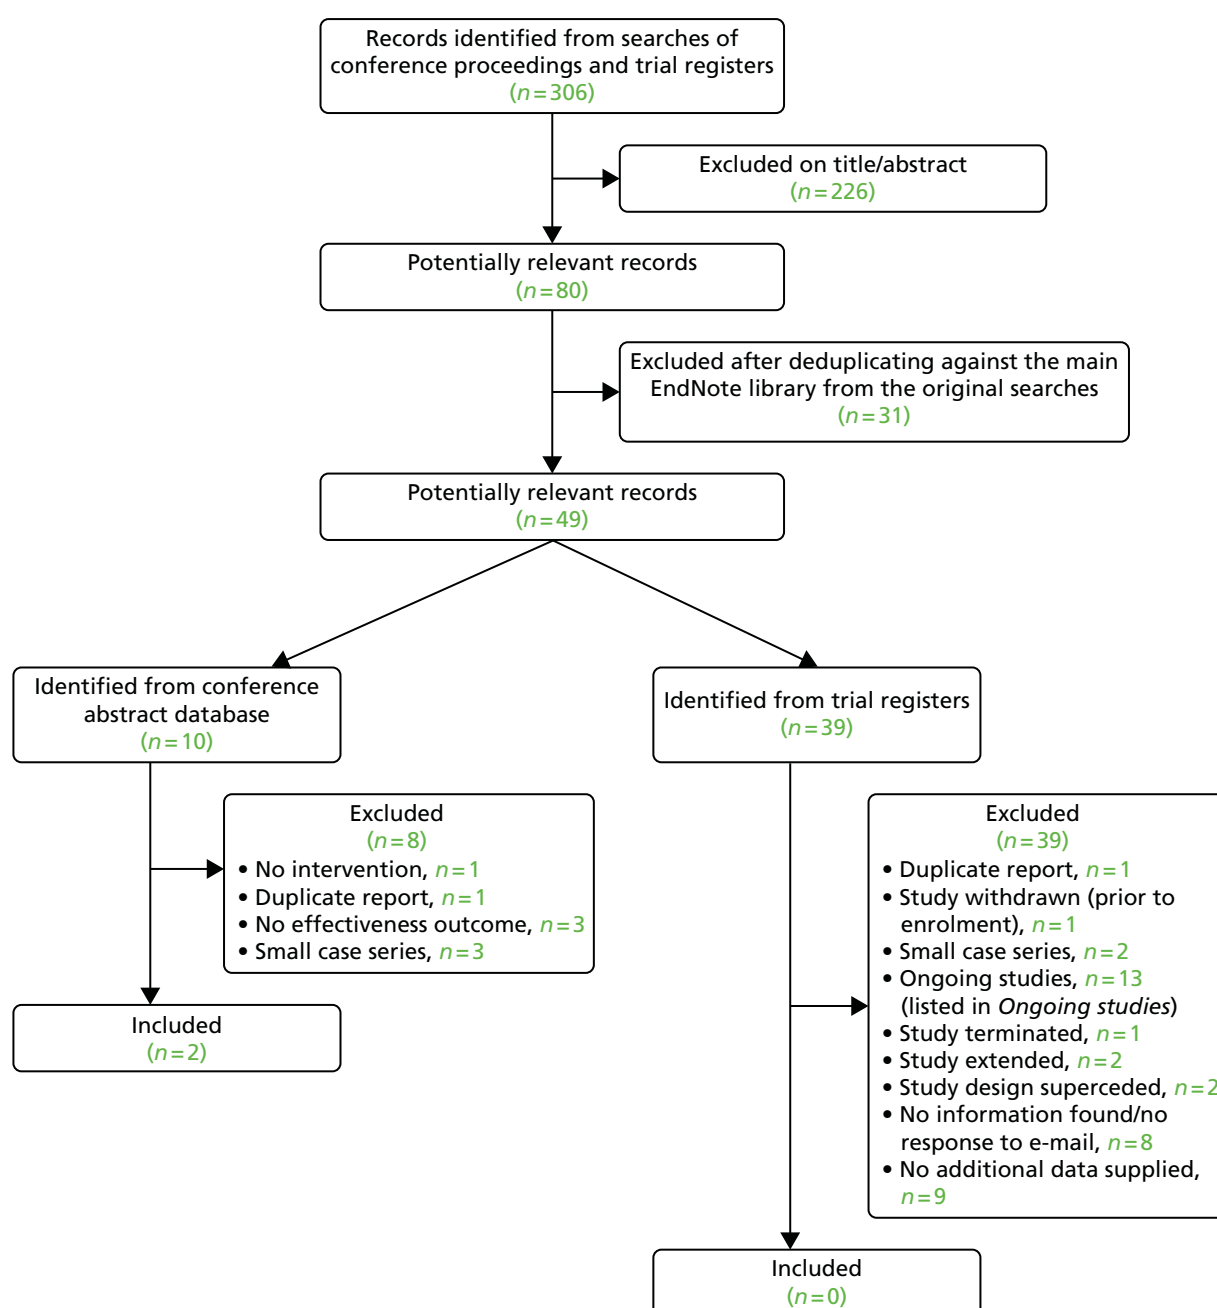 Records identified from searches of
conference proceedings and trial registers
(n=306)
Excluded on title/abstract
(n=226)
Potentially relevant records
(n=80)
Excluded after deduplicating against the main
EndNote library from the original searches
(n=31)
Potentially relevant records
(n=49)
Identified from conference
abstract database
(n=10)
Excluded
(n=8)
• No intervention, n=1
• Duplicate report, n=1
• No effectiveness outcome, n=3
• Small case series, n=3
Included
(n=2)
Identified from trial registers
(n=39)
Excluded
(n=39)
• Duplicate report, n=1
• Study withdrawn (prior to
enrolment), n=1
• Small case series, n=2
• Ongoing studies, n=13
(listed in Ongoing studies)
• Study terminated, n=1
• Study extended, n=2
• Study design superceded, n=2
• No information found/no
response to e-mail, n=8
• No additional data supplied,
n=9
Included
(n=0)